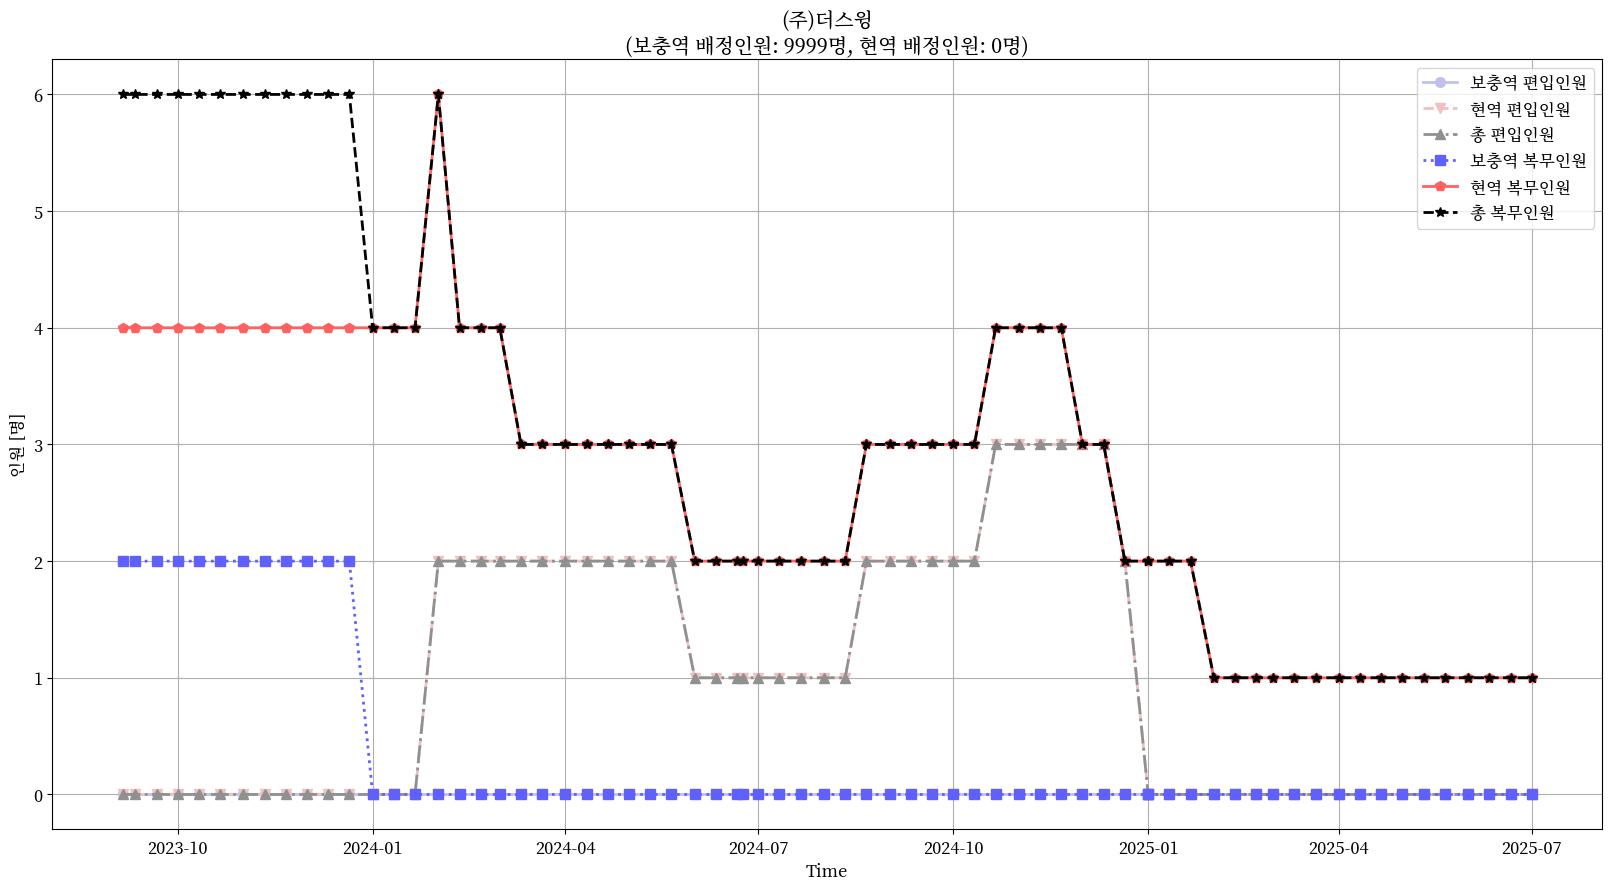 (주)더스윙
(보충역 배정인원: 9999명, 현역 배정인원: 0명)
보충역 편입인원
현역 편입인원
총 편입인원
보충역 복무인원
현역 복무인원
총 복무인원
인원 [명]
6
5
4
3
2
1
0
2023-10
2024-01
2024-04
2024-07
2024-10
2025-01
2025-04
2025-07
Time